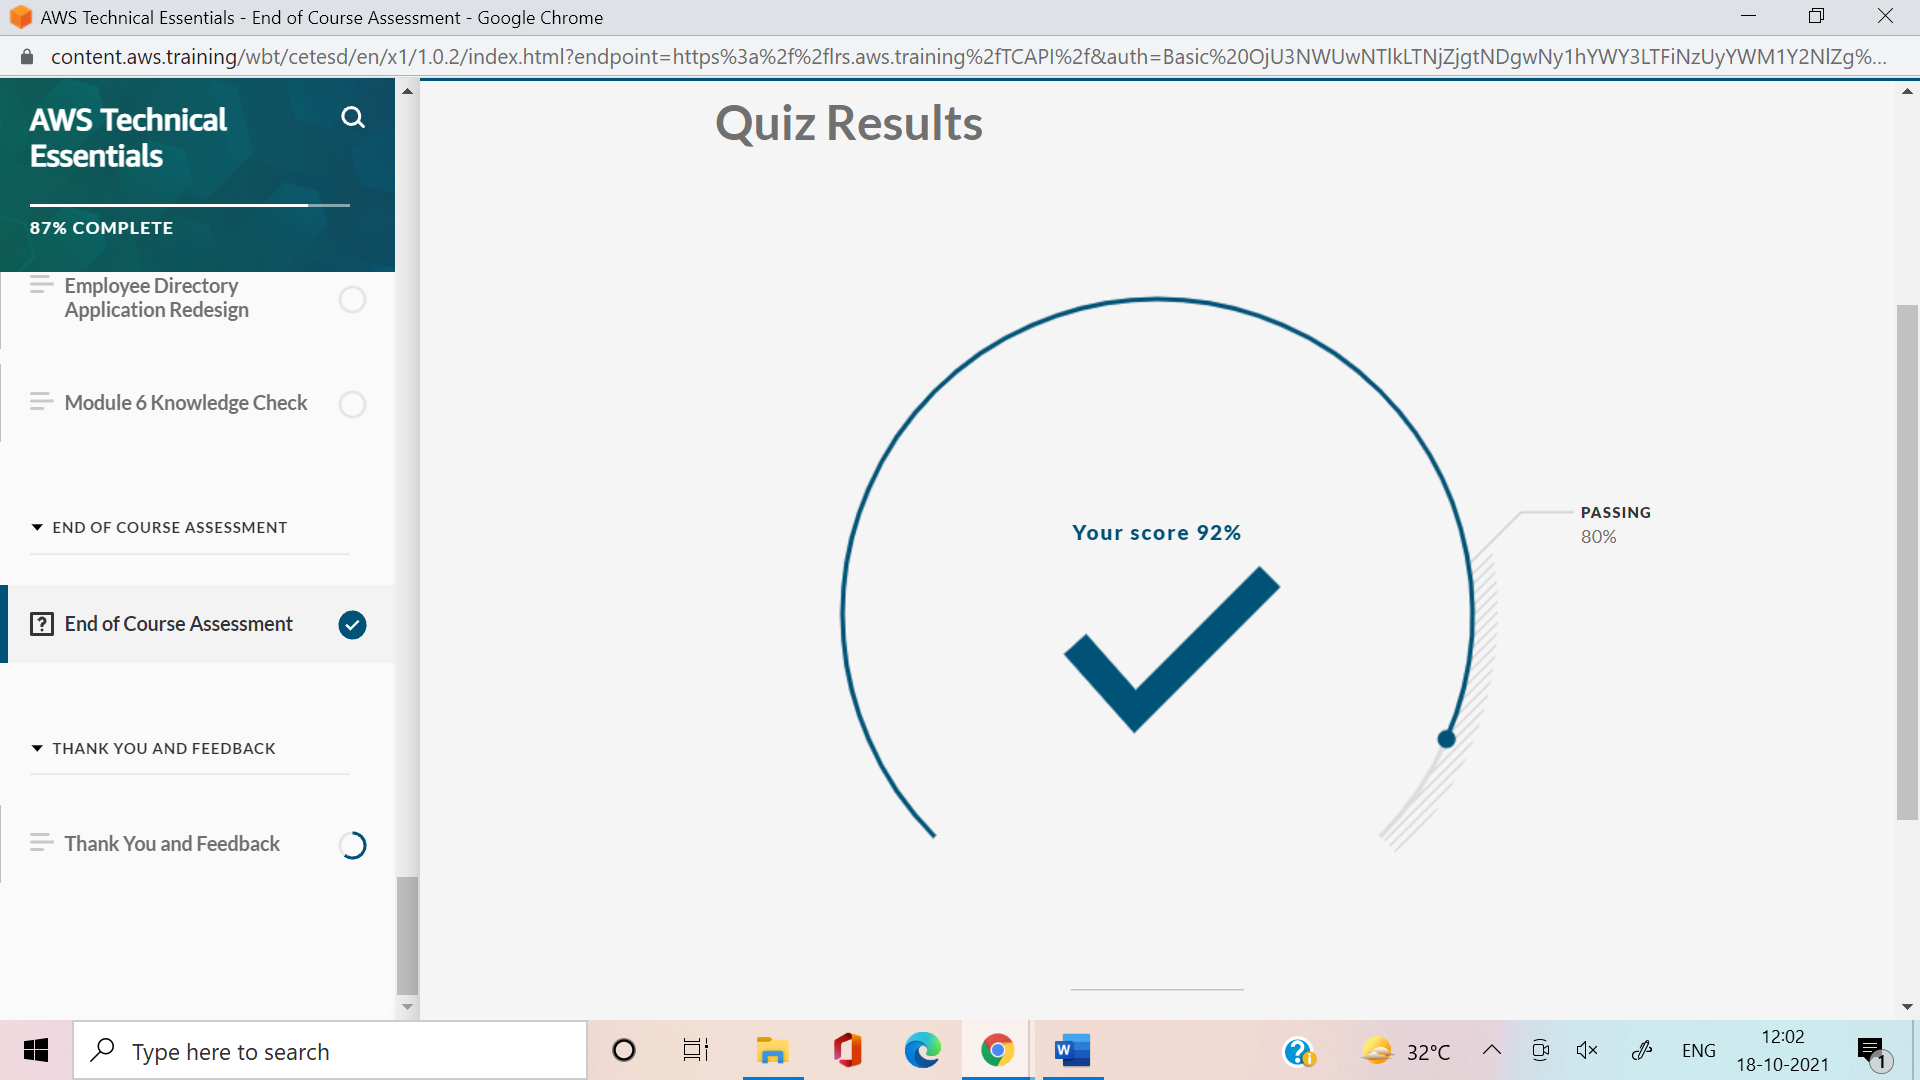 AWS Technical Essentials - End of Course Assessment - Google Chrome
content.aws.training/wbt/cetesd/en/x1/1.0.2/index.html?endpoint=https%3a%2f%2flrs.aws.training%2fTCAPI%2f&auth=Basic%20OjU3NWUwNTlkLTNjZjgtNDgwNy1hYWY3LTFiNzUyYWM1Y2NlZg%...
AWS Technical
Essentials
87% COMPLETE
Employee Directory
Application Redesign
Module 6 Knowledge Check
END OF COURSE ASSESSMENT
? End of Course Assessment
THANK YOU AND FEEDBACK
Thank You and Feedback
Quiz Results
Your score 92%
PASSING
80%
Type here to search
W
?
32°C
ENG
12:02
18-10-2021
1